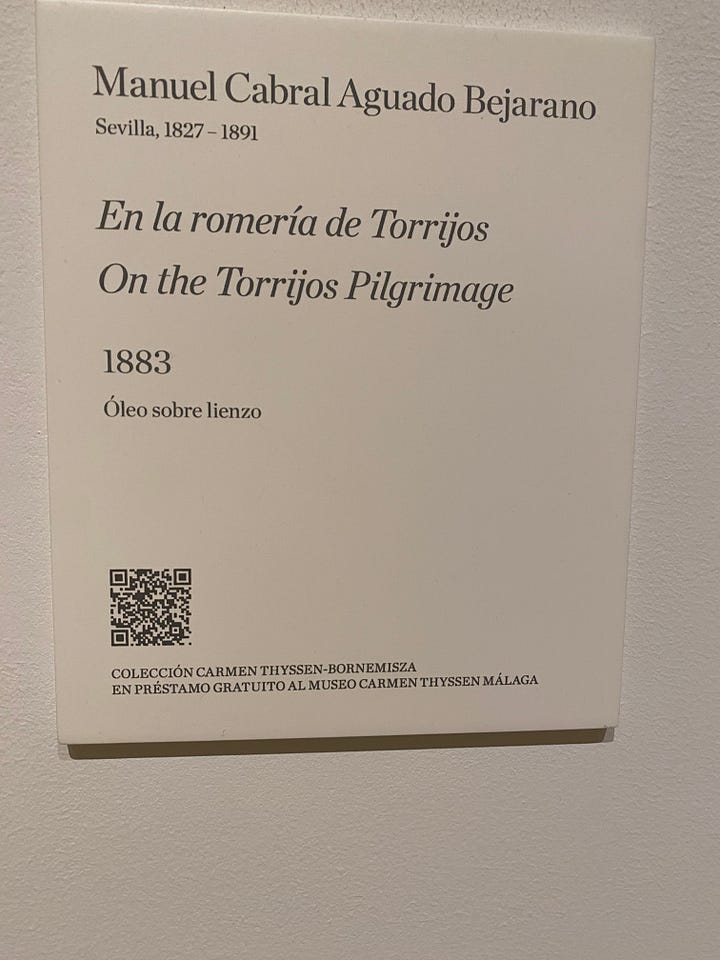 Manuel Cabral Aguado Bejarano
Sevilla, 1827 – 1891
En la romería de Torrijos
On the Torrijos Pilgrimage
1883
Óleo sobre lienzo
COLECCIÓN CARMEN THYSSEN-BORNEMISZA
EN PRÉSTAMO GRATUITO AL MUSEO CARMEN THYSSEN MÁLAGA